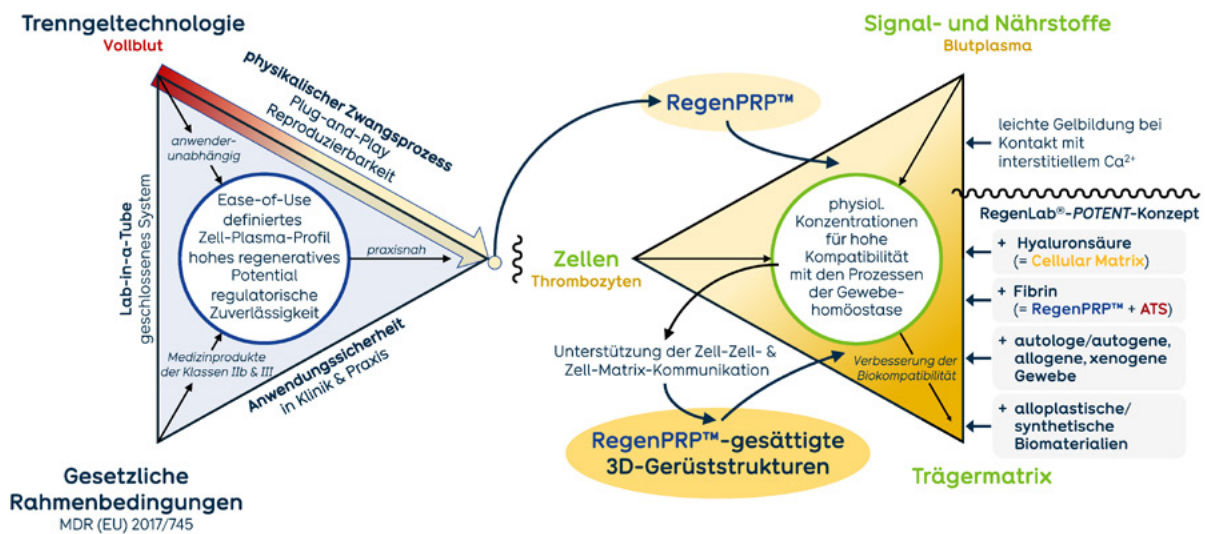 Trenngeltechnologie
Vollblut
physikalischer Zwangsprozess
Plug-and-Play
Reproduzierbarkeit
anwender-
unabhängig
Lab-in-a-Tube
geschlossenes System
Ease-of-Use
definiertes
Zell-Plasma-Profil
hohes regeneratives
Potential
regulatorische
Zuverlässigkeit
praxisnah
Medizinprodukte
der Klassen IIb & III
Anwendungssicherheit
in Klinik & Praxis
Gesetzliche
Rahmenbedingungen
MDR (EU) 2017/745
RegenPRP™
Signal- und Nährstoffe
Blutplasma
leichte Gelbildung bei
Kontakt mit
interstitiellem Ca²⁺
Zellen
Thrombozyten
physiol.
Konzentrationen
für hohe
Kompatibilität
mit den Prozessen
der Gewebe-
homöostase
Unterstützung der Zell-Zell- &
Zell-Matrix-Kommunikation
Verbesserung der
Biokompatibilität
RegenPRP™-gesättigte
3D-Gerüststrukturen
RegenLab®-POTENT-Konzept
+ Hyaluronsäure
(= Cellular Matrix)
+ Fibrin
(= RegenPRP™ + ATS)
+ autologe/autogene,
allogene, xenogene
Gewebe
+ alloplastische/
synthetische
Biomaterialien
Trägermatrix